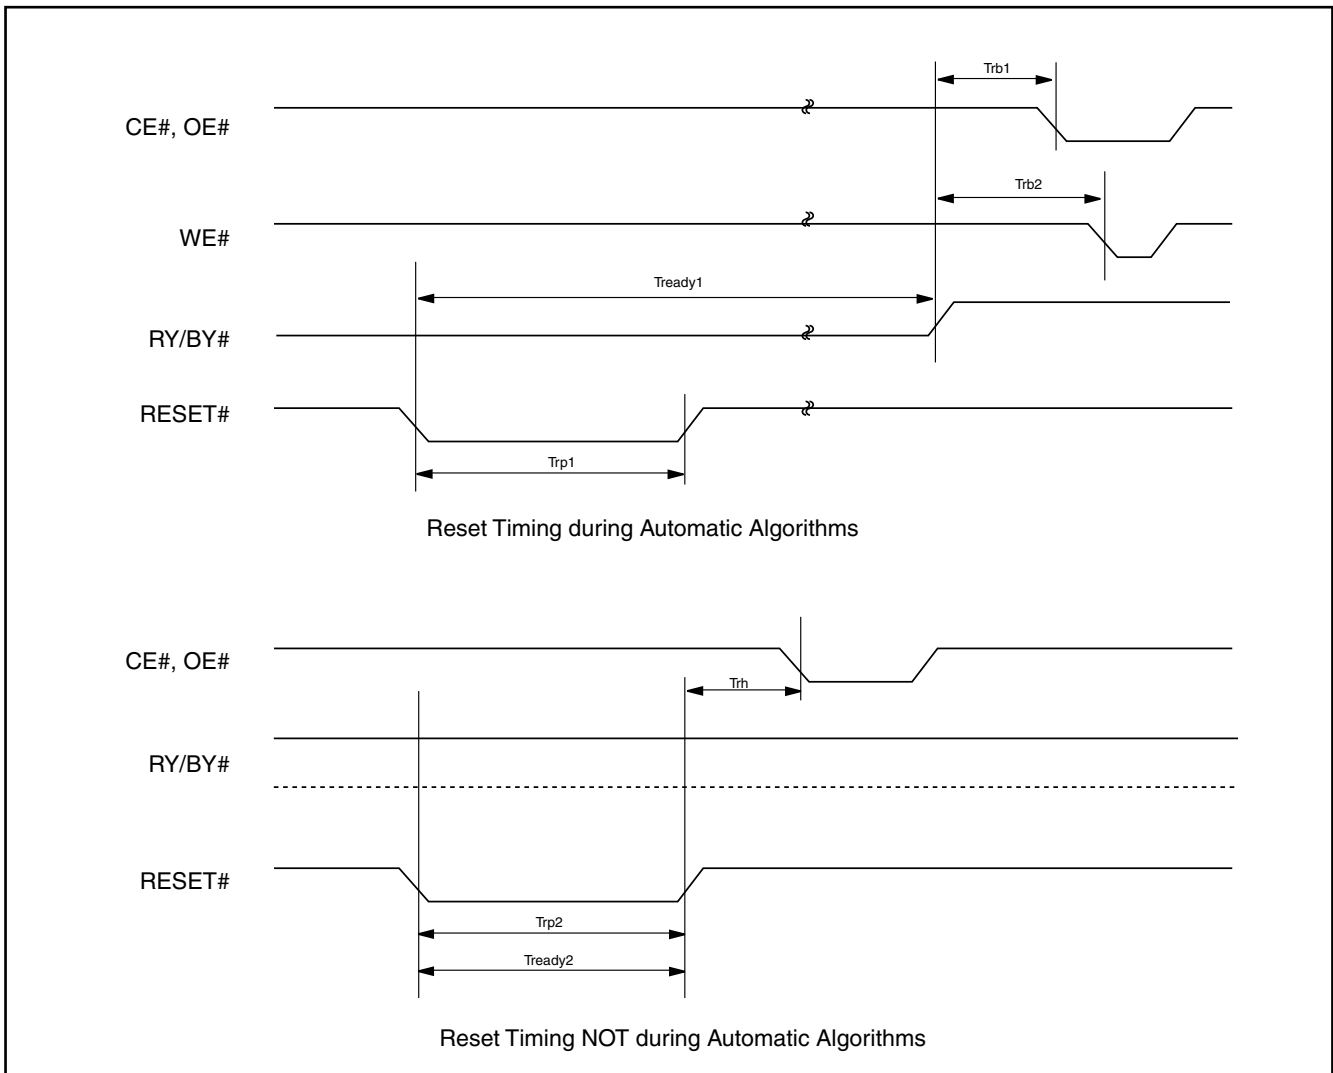 Trb1
CE#, OE#
Trb2
WE#
Tready1
RY/BY#
RESET#
Trp1
Reset Timing during Automatic Algorithms
CE#, OE#
Trh
RY/BY#
RESET#
Trp2
Tready2
Reset Timing NOT during Automatic Algorithms